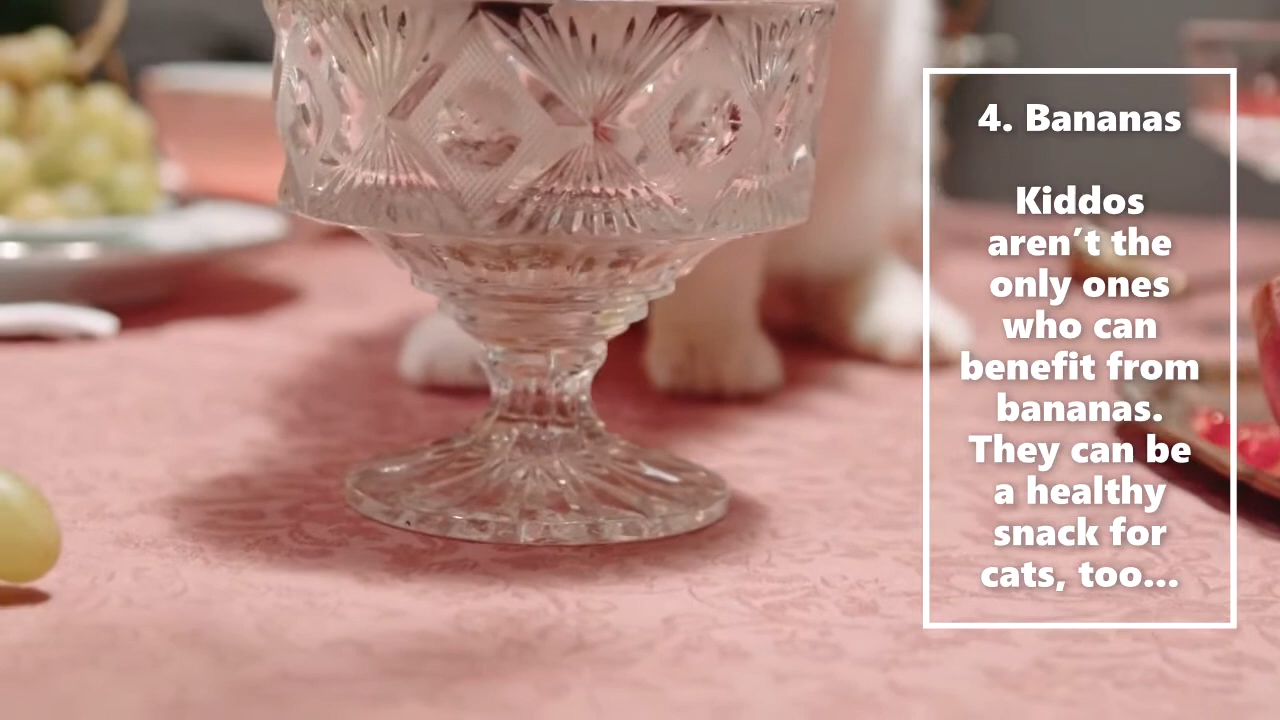 4. Bananas
Kiddos
aren’t the
only ones
who can
benefit from
bananas.
They can be
a healthy
snack for
cats, too...